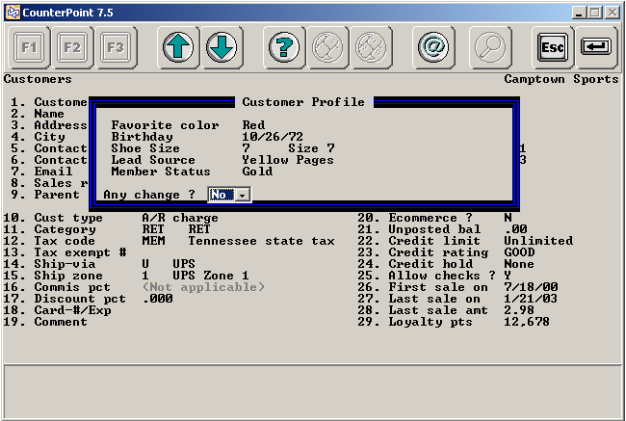 CounterPoint 7.5
F1 F2 F3 ? @ Esc
Customers Camptown Sports
1. Custome
2. Name
3. Address
4. City
5. Contact 1
6. Contact 3
7. Email
8. Sales r
9. Parent
Customer Profile
Favorite color Red
Birthday 10/26/72
Shoe Size 7 Size 7
Lead Source Yellow Pages
Member Status Gold
Any change ? No
10. Cust type A/R charge 20. Ecommerce ? N
11. Category RET RET 21. Unposted bal .00
12. Tax code MEM Tennessee state tax 22. Credit limit Unlimited
13. Tax exempt # 23. Credit rating GOOD
14. Ship-via U UPS 24. Credit hold None
15. Ship zone 1 UPS Zone 1 25. Allow checks ? Y
16. Commis pct (Not applicable) 26. First sale on 7/18/00
17. Discount pct .000 27. Last sale on 1/21/03
18. Card-#/Exp 28. Last sale amt 2.98
19. Comment 29. Loyalty pts 12,678